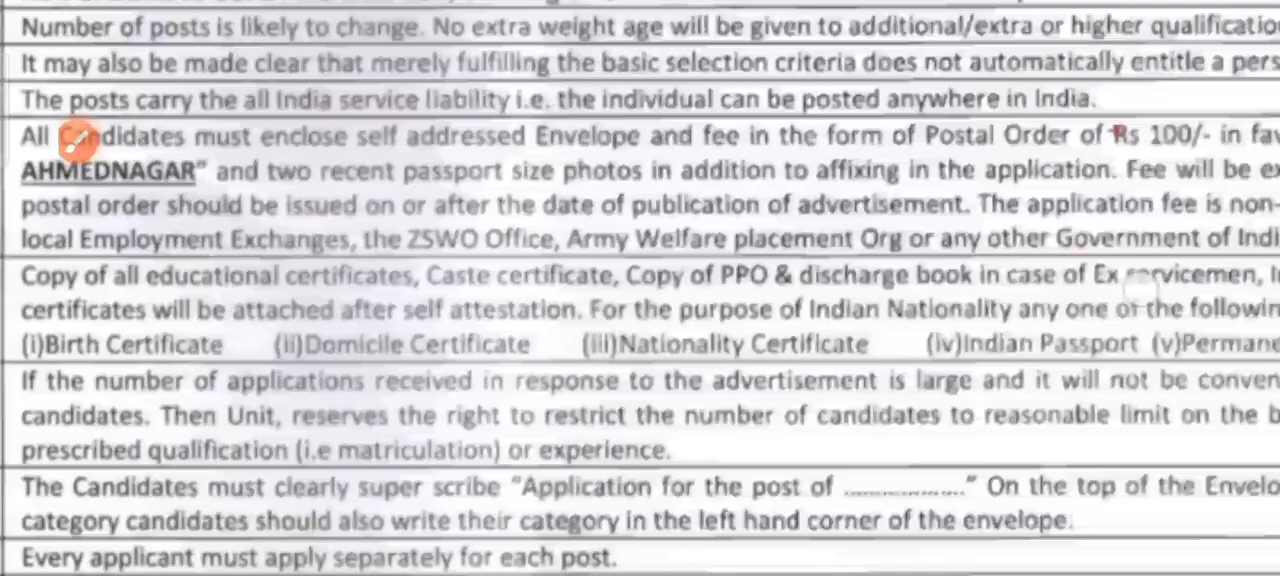 Number of posts is likely to change. No extra weight age will be given to additional/extra or higher qualificatio
It may also be made clear that merely fulfilling the basic selection criteria does not automatically entitle a pers
The posts carry the all India service liability i.e. the individual can be posted anywhere in India.
All Candidates must enclose self addressed Envelope and fee in the form of Postal Order of Rs 100/- in fav
AHMEDNAGAR" and two recent passport size photos in addition to affixing in the application. Fee will be ex
postal order should be issued on or after the date of publication of advertisement. The application fee is non-
local Employment Exchanges, the ZSWO Office, Army Welfare placement Org or any other Government of Indi
Copy of all educational certificates, Caste certificate, Copy of PPO & discharge book in case of Ex servicemen, I
certificates will be attached after self attestation. For the purpose of Indian Nationality any one of the followin
(i)Birth Certificate (ii)Domicile Certificate (iii)Nationality Certificate (iv)Indian Passport (v)Permane
If the number of applications received in response to the advertisement is large and it will not be conven
candidates. Then Unit, reserves the right to restrict the number of candidates to reasonable limit on the b
prescribed qualification (i.e matriculation) or experience.
The Candidates must clearly super scribe "Application for the post of ..................." On the top of the Envelo
category candidates should also write their category in the left hand corner of the envelope.
Every applicant must apply separately for each post.